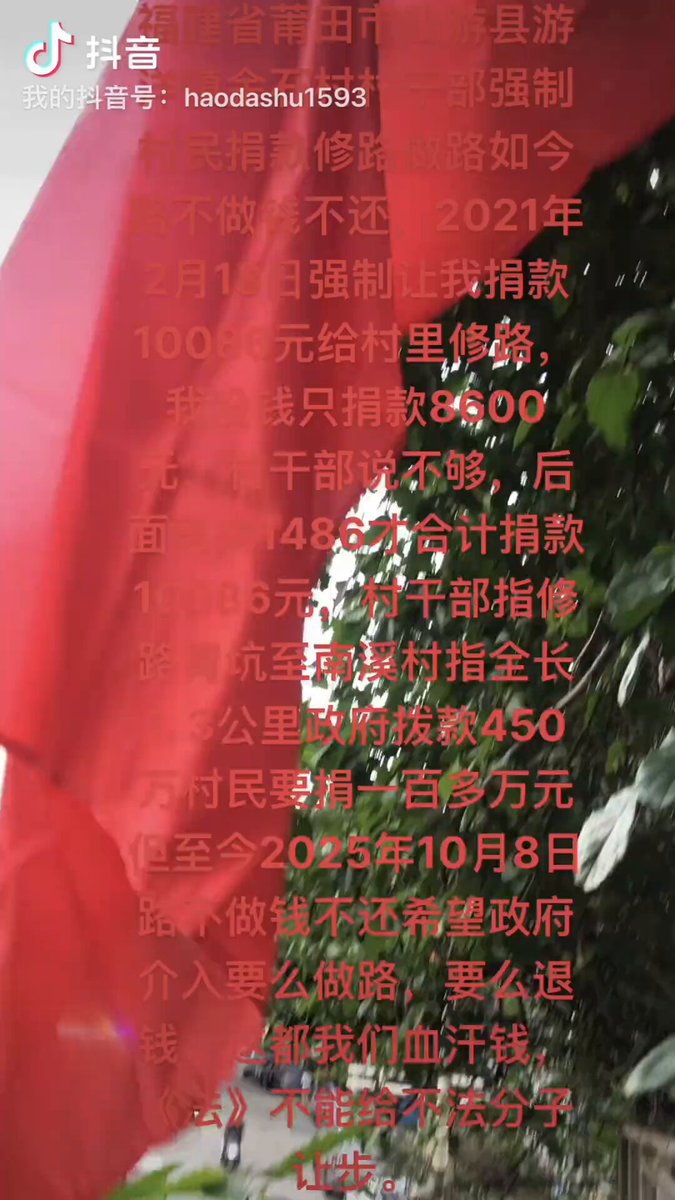 抖音
我的抖音号：haodashu1593
福建省莆田市仙游县游
村村干部强制
村民捐款修路做路如今
路不做钱不还，2021年
2月1 日强制让我捐款
10086元给村里修路，
我 钱只捐款8600
元 村干部说不够，后
面 1486才合计捐款
10086元，村干部指修
路 坑至南溪村指全长
3公里政府拨款450
万村民要捐一百多万元
但至今2025年10月8日
路不做钱不还希望政府
介入要么做路，要么退
钱 都我们血汗钱，
《法》不能给不法分子
让步。